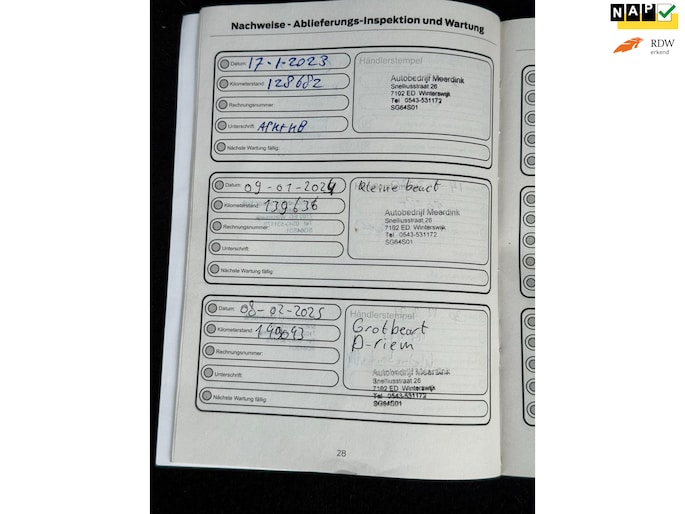 Nachweise - Ablieferungs-Inspektion und Wartung
NAP
RDW
erkend
Datum: 17-1-2023
Händlerstempel
Kilometerstand: 128682
Autobedrijf Meerdink
Snelliusstraat 26
7102 ED Winterswijk
Tel 0543-531172
SG84S01
Rechnungsnummer:
Unterschrift:
Nächste Wartung fällig:
Datum: 09-01-2024
Kleine beurt
Kilometerstand: 139636
Autobedrijf Meerdink
Snelliusstraat 26
7102 ED Winterswijk
Tel 0543-531172
SG84S01
Rechnungsnummer:
Unterschrift:
Nächste Wartung fällig:
Datum: 08-02-2025
Händlerstempel
Kilometerstand: 149093
Grotbeurt
D-riem
Rechnungsnummer:
Autobedrijf Meerdink
Snelliusstraat 26
7102 ED Winterswijk
Tel 0543-531172
SG84S01
Unterschrift:
Nächste Wartung fällig:
28